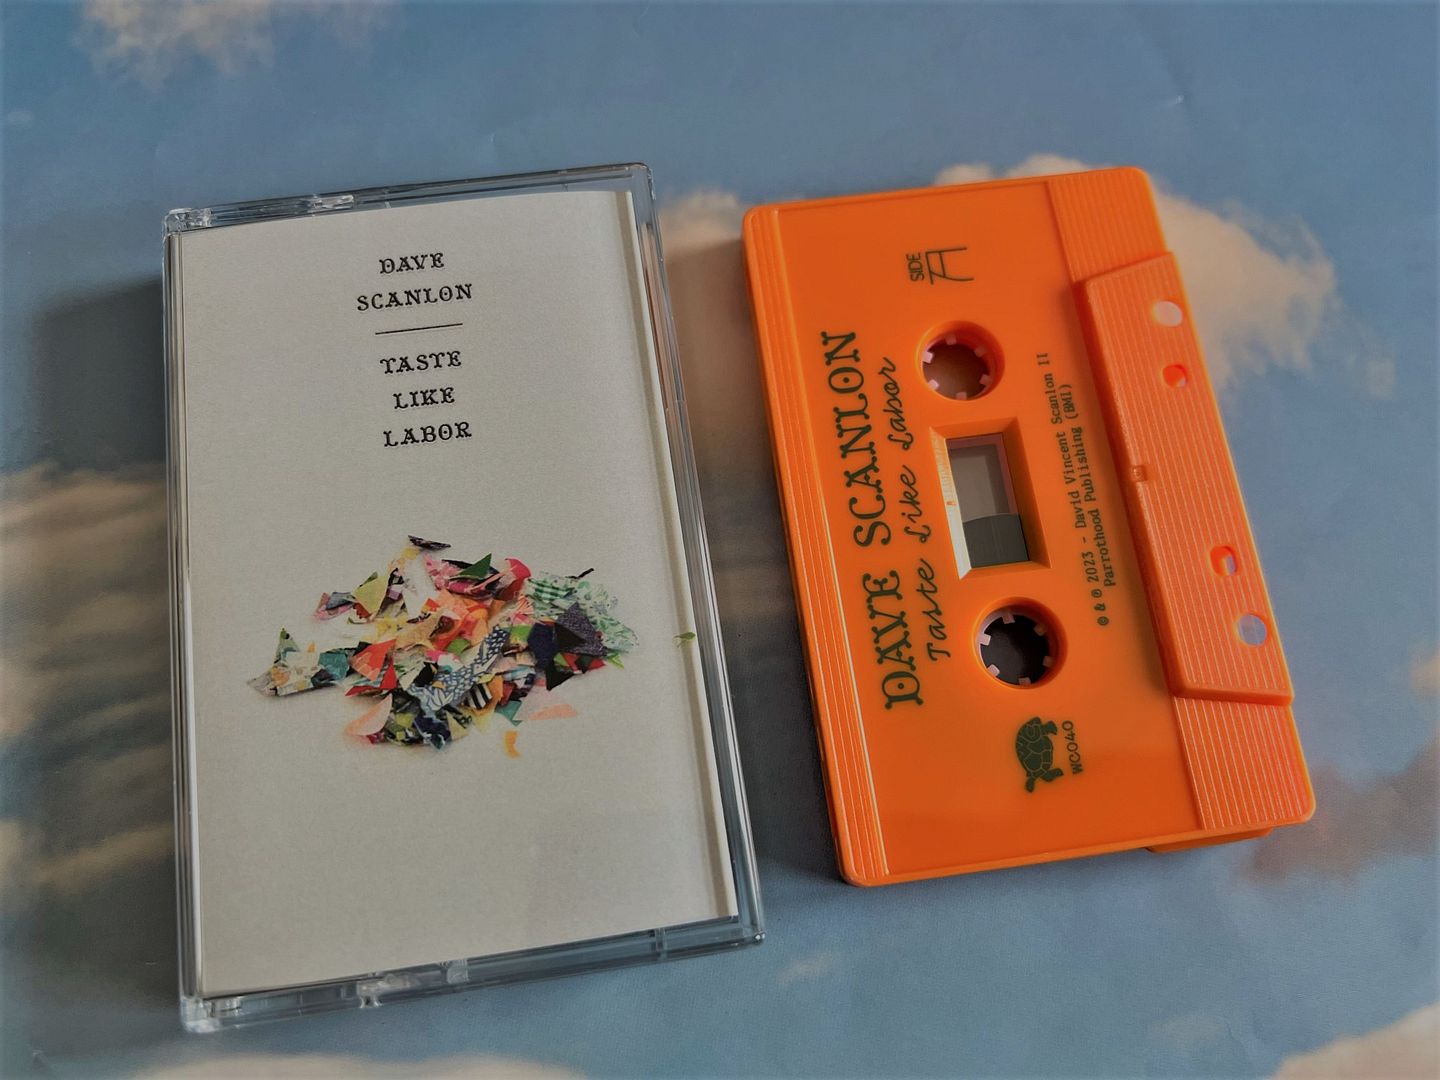 DAVE
SCANLON
TASTE
LIKE
LABOR
SIDE A
DAVE SCANLON
Taste Like Labor
© & ℗ 2023 - David Vincent Scanlon II
Parrothood Publishing (BMI)
WC040